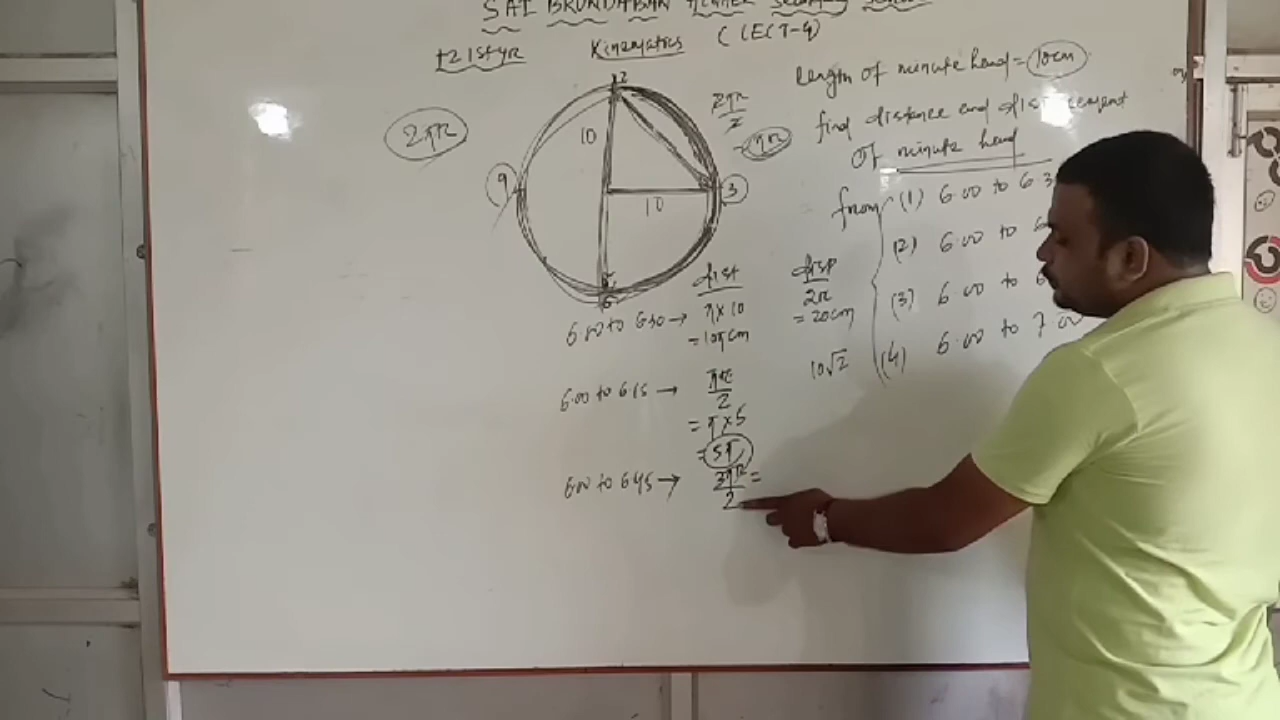 SAI BRUNDABAN HIGHER Secondary School
+2 1st yr Kinematics (LECT-4)
Length of minute hand = 10cm
find distance and displacement
of minute hand
from (1) 6.00 to 6.3
(2) 6.00 to 6
(3) 6.00 to 6
(4) 6.00 to 7.00
2πr
12
10
10
9
3
6
2πr/2
= πr
dist disp
6.00 to 6.30 → π×10 2r
= 10π cm = 20cm
6.00 to 6.15 → πr/2 10√2
= π×5
= 5π
6.00 to 6.45 → 3πr/2 =